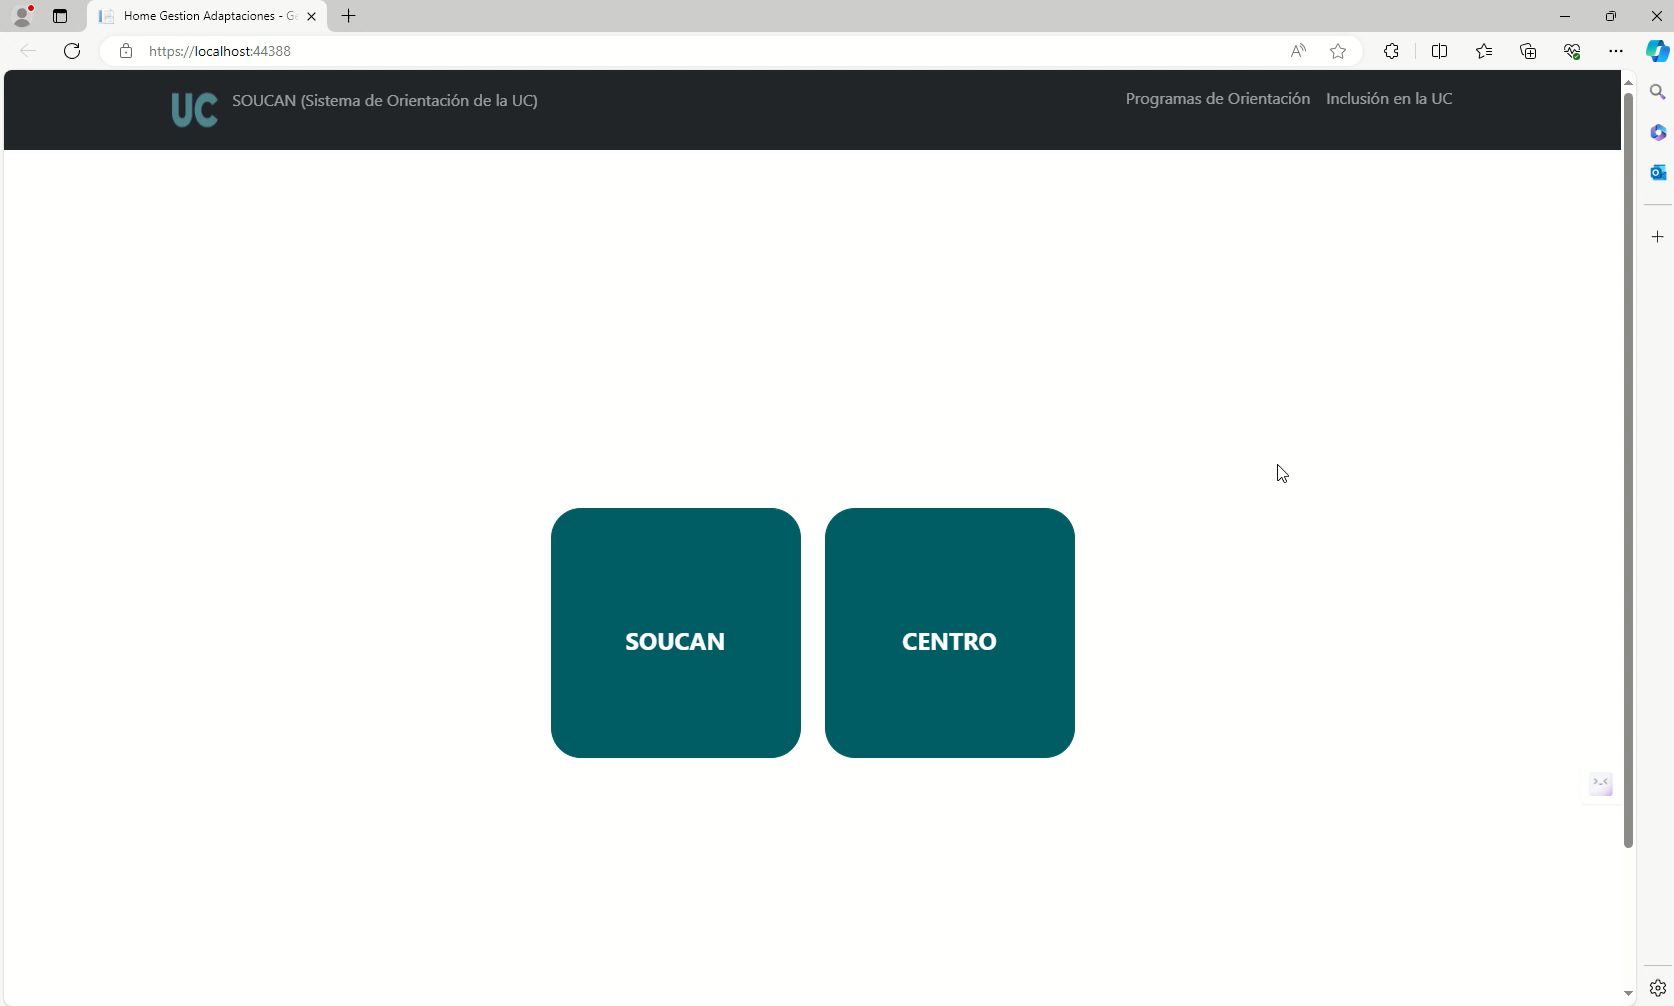 Home Gestion Adaptaciones - Ge
https://localhost:44388
UC
SOUCAN (Sistema de Orientación de la UC)
Programas de Orientación
Inclusión en la UC
SOUCAN
CENTRO